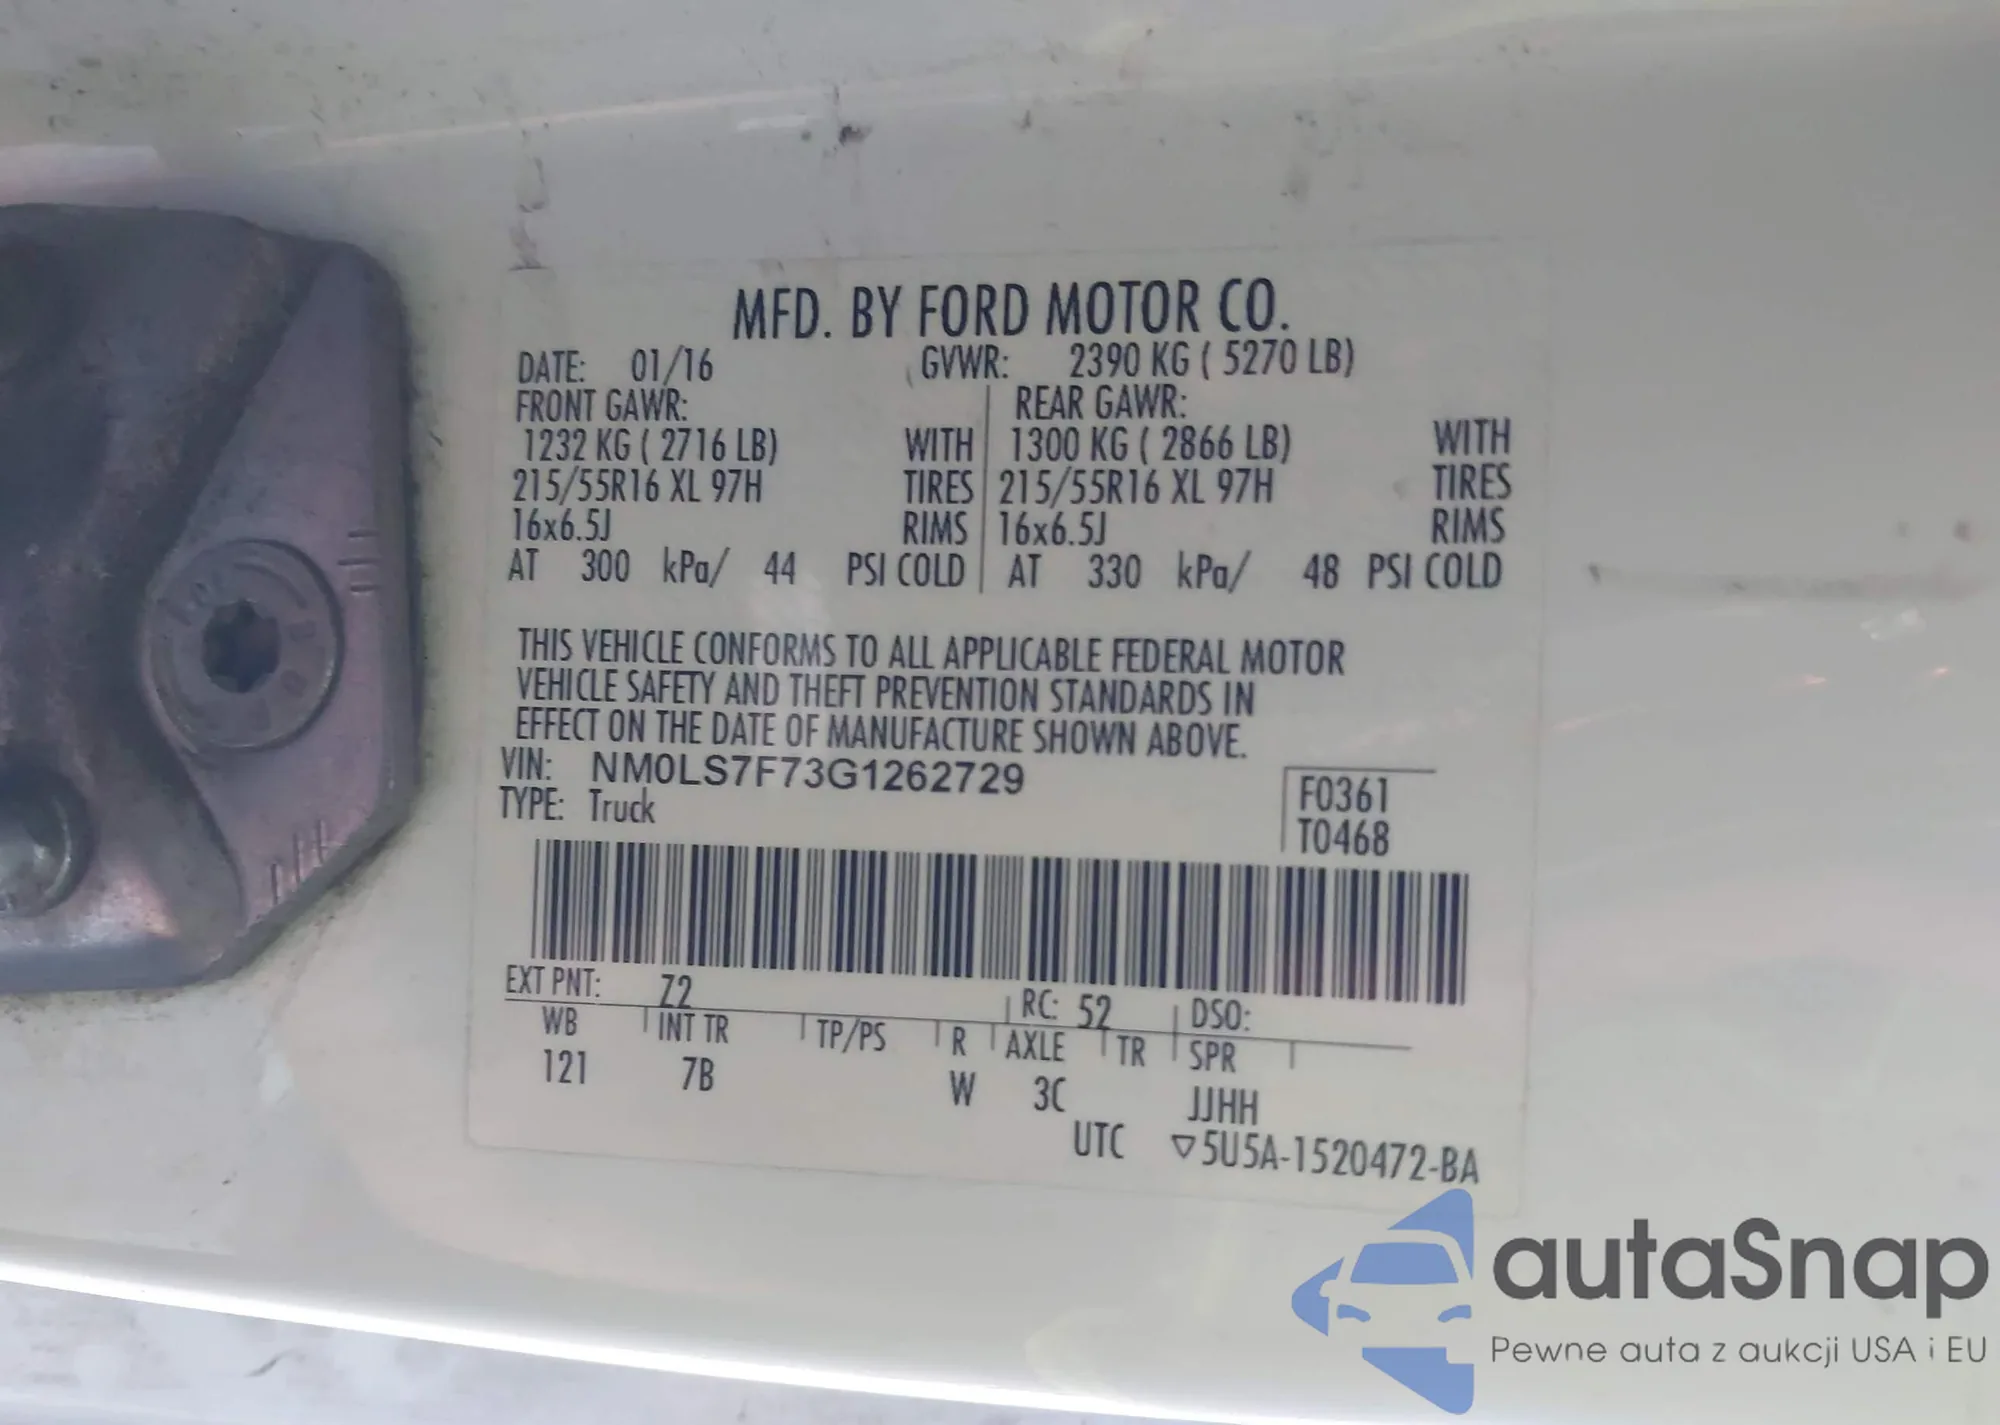 MFD. BY FORD MOTOR CO.
DATE: 01/16 GVWR: 2390 KG ( 5270 LB)
FRONT GAWR: REAR GAWR:
1232 KG ( 2716 LB) WITH 1300 KG ( 2866 LB) WITH
215/55R16 XL 97H TIRES 215/55R16 XL 97H TIRES
16x6.5J RIMS 16x6.5J RIMS
AT 300 kPa/ 44 PSI COLD AT 330 kPa/ 48 PSI COLD
THIS VEHICLE CONFORMS TO ALL APPLICABLE FEDERAL MOTOR
VEHICLE SAFETY AND THEFT PREVENTION STANDARDS IN
EFFECT ON THE DATE OF MANUFACTURE SHOWN ABOVE.
VIN: NM0LS7F73G1262729
TYPE: Truck
F0361
T0468
EXT PNT: Z2 RC: 52 DSO:
WB INT TR TP/PS R AXLE TR SPR
121 7B W 3C JJHH
UTC ▽5U5A-1520472-BA
autaSnap
Pewne auta z aukcji USA i EU